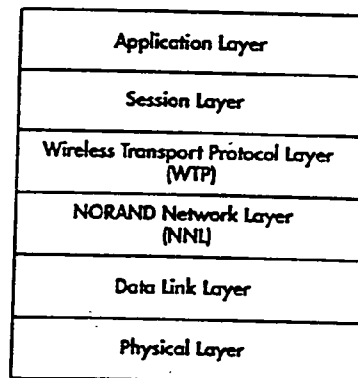 Application Layer
Session Layer
Wireless Transport Protocol Layer
(WTP)
NORAND Network Layer
(NNL)
Data Link Layer
Physical Layer